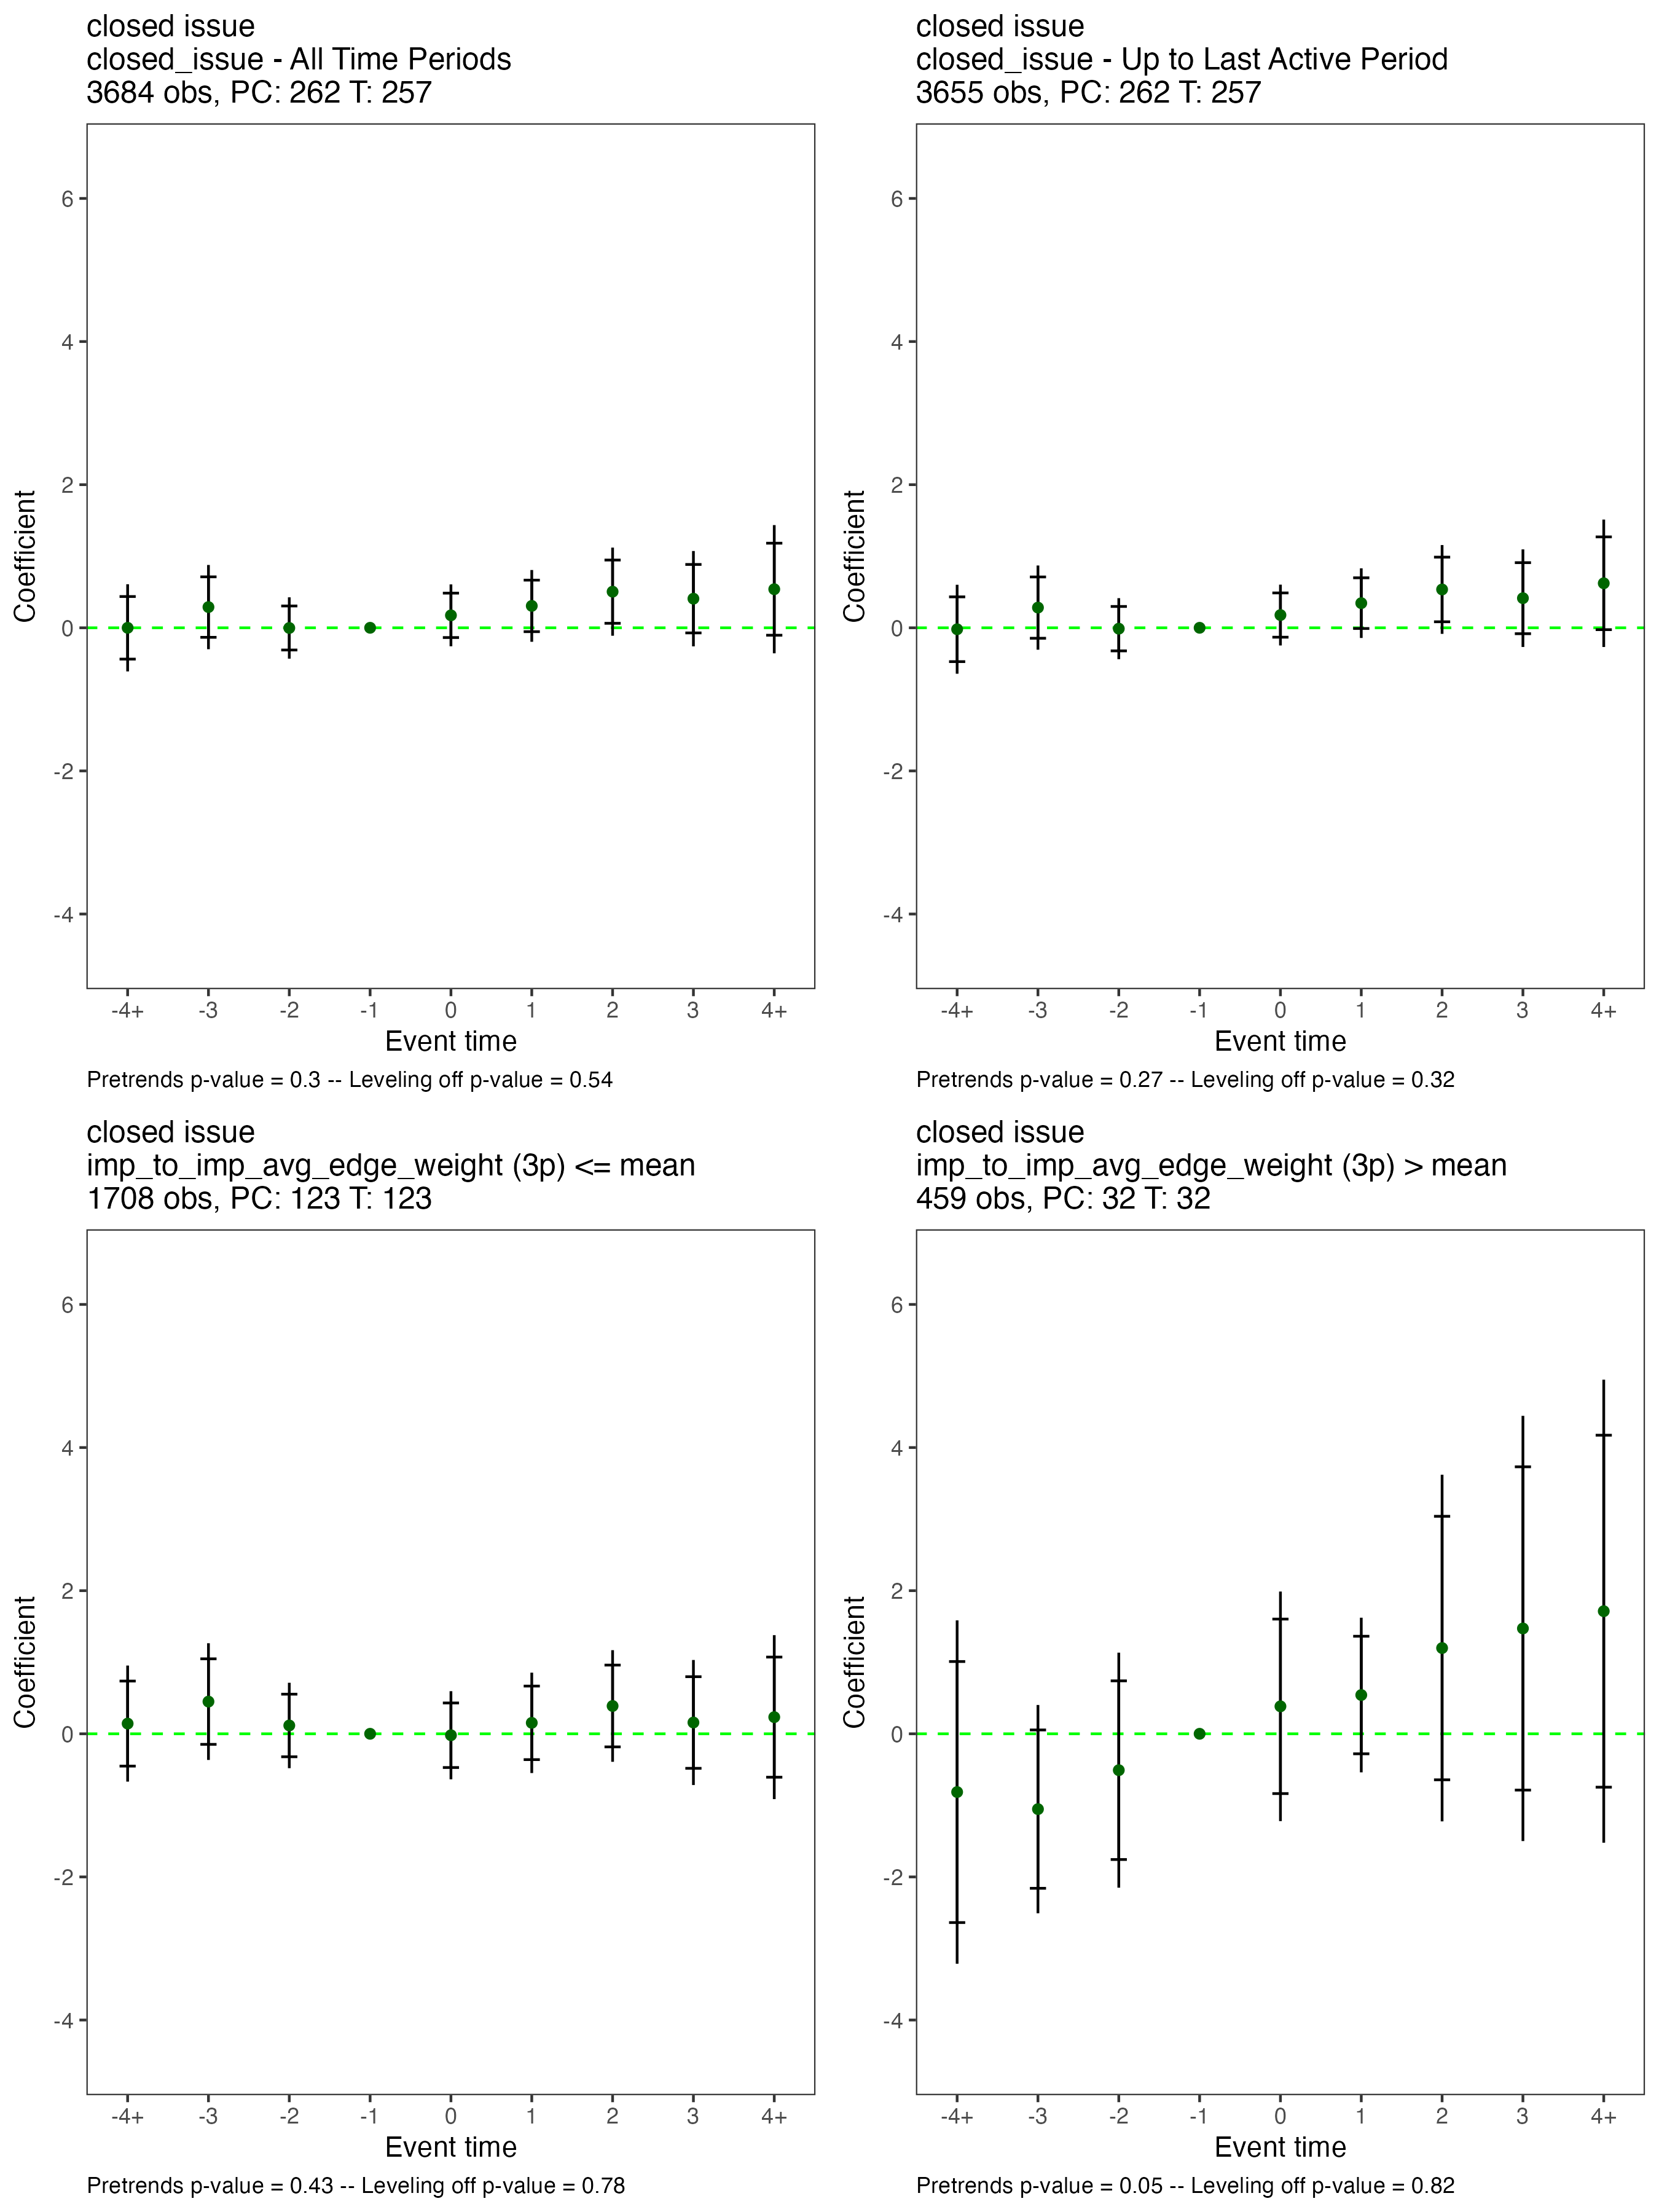 closed issue
closed_issue - All Time Periods
3684 obs, PC: 262 T: 257
6
4
2
0
-2
-4
Coefficient
-4+ -3 -2 -1 0 1 2 3 4+
Event time
Pretrends p-value = 0.3 -- Leveling off p-value = 0.54
closed issue
closed_issue - Up to Last Active Period
3655 obs, PC: 262 T: 257
6
4
2
0
-2
-4
Coefficient
-4+ -3 -2 -1 0 1 2 3 4+
Event time
Pretrends p-value = 0.27 -- Leveling off p-value = 0.32
closed issue
imp_to_imp_avg_edge_weight (3p) <= mean
1708 obs, PC: 123 T: 123
6
4
2
0
-2
-4
Coefficient
-4+ -3 -2 -1 0 1 2 3 4+
Event time
Pretrends p-value = 0.43 -- Leveling off p-value = 0.78
closed issue
imp_to_imp_avg_edge_weight (3p) > mean
459 obs, PC: 32 T: 32
6
4
2
0
-2
-4
Coefficient
-4+ -3 -2 -1 0 1 2 3 4+
Event time
Pretrends p-value = 0.05 -- Leveling off p-value = 0.82